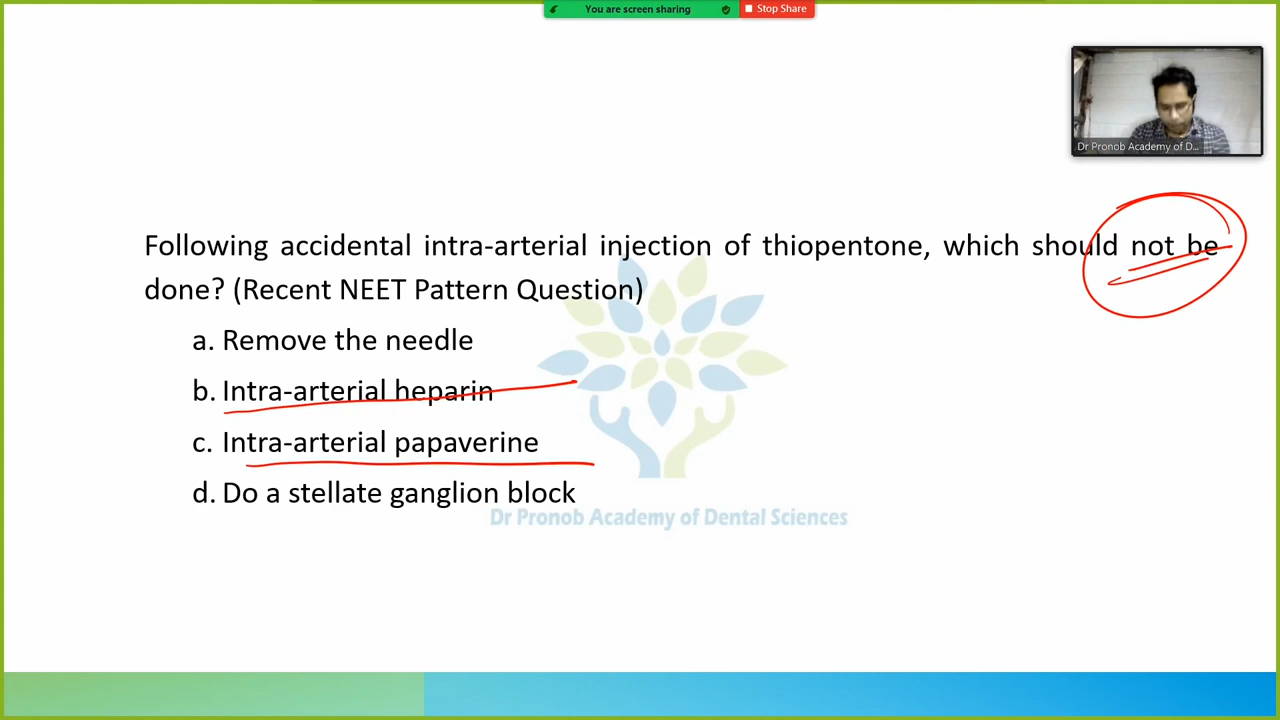 You are screen sharing
Stop Share
Dr Pronob Academy of D...
Following accidental intra-arterial injection of thiopentone, which should not be
done? (Recent NEET Pattern Question)
a. Remove the needle
b. Intra-arterial heparin
c. Intra-arterial papaverine
d. Do a stellate ganglion block
Dr Pronob Academy of Dental Sciences